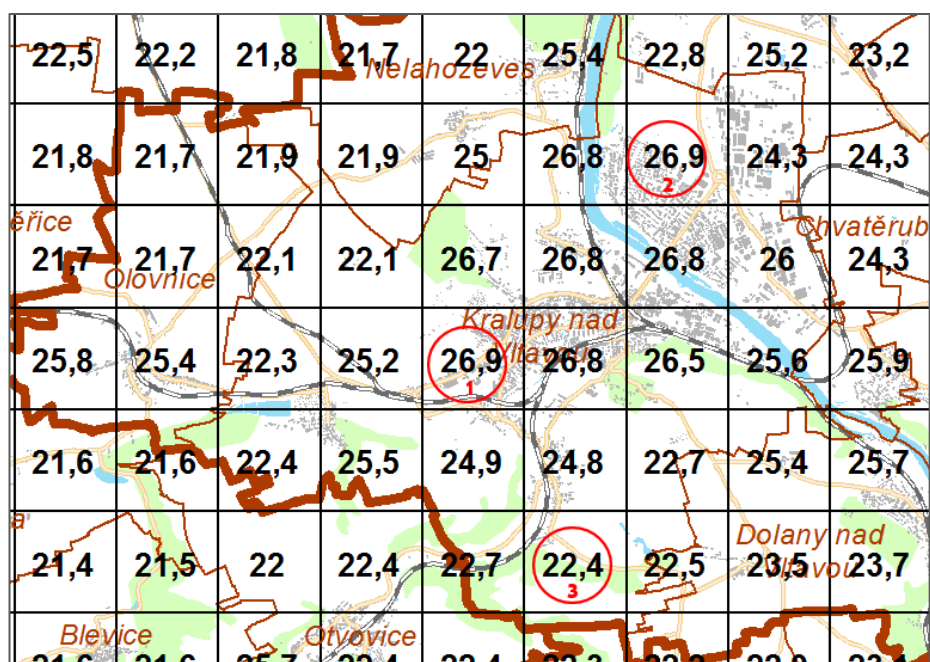 22,5 22,2 21,8 21,7 22 25,4 22,8 25,2 23,2
Nelahozeves
21,8 21,7 21,9 21,9 25 26,8 26,9 24,3 24,3
2
ěřice Chvatěrub
21,7 21,7 22,1 22,1 26,7 26,8 26,8 26 24,3
Olovnice
Kralupy nad
Vltavou
25,8 25,4 22,3 25,2 26,9 26,8 26,5 25,6 25,9
1
21,6 21,6 22,4 25,5 24,9 24,8 22,7 25,4 25,7
a
Dolany nad
Vltavou
21,4 21,5 22 22,4 22,7 22,4 22,5 23,5 23,7
3
Blevice Otvovice